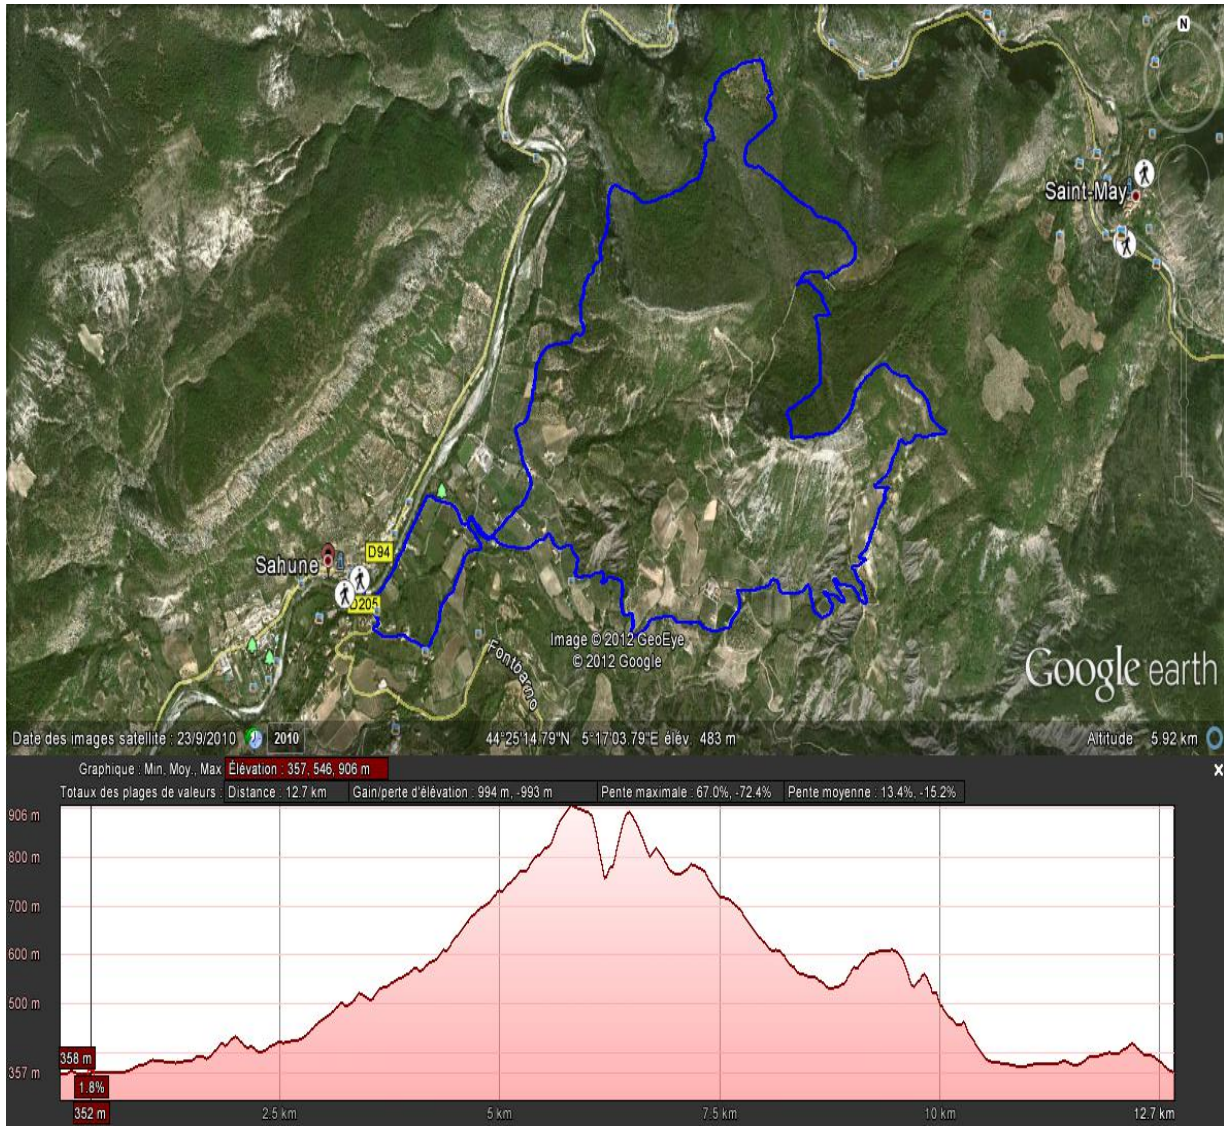 N
Saint-May
D94
Sahune
D205
Fontbarno
Image © 2012 GeoEye
© 2012 Google
Google earth
Date des images satellite : 23/9/2010 2010 44°25'14.79"N 5°17'03.79"E élév. 483 m Altitude 5.92 km
Graphique : Min, Moy., Max Élévation : 357, 546, 906 m x
Totaux des plages de valeurs : Distance : 12.7 km Gain/perte d'élévation : 994 m, -993 m Pente maximale : 67.0%, -72.4% Pente moyenne : 13.4%, -15.2%
906 m
800 m
700 m
600 m
500 m
358 m
357 m
1.8%
352 m 2.5 km 5 km 7.5 km 10 km 12.7 km